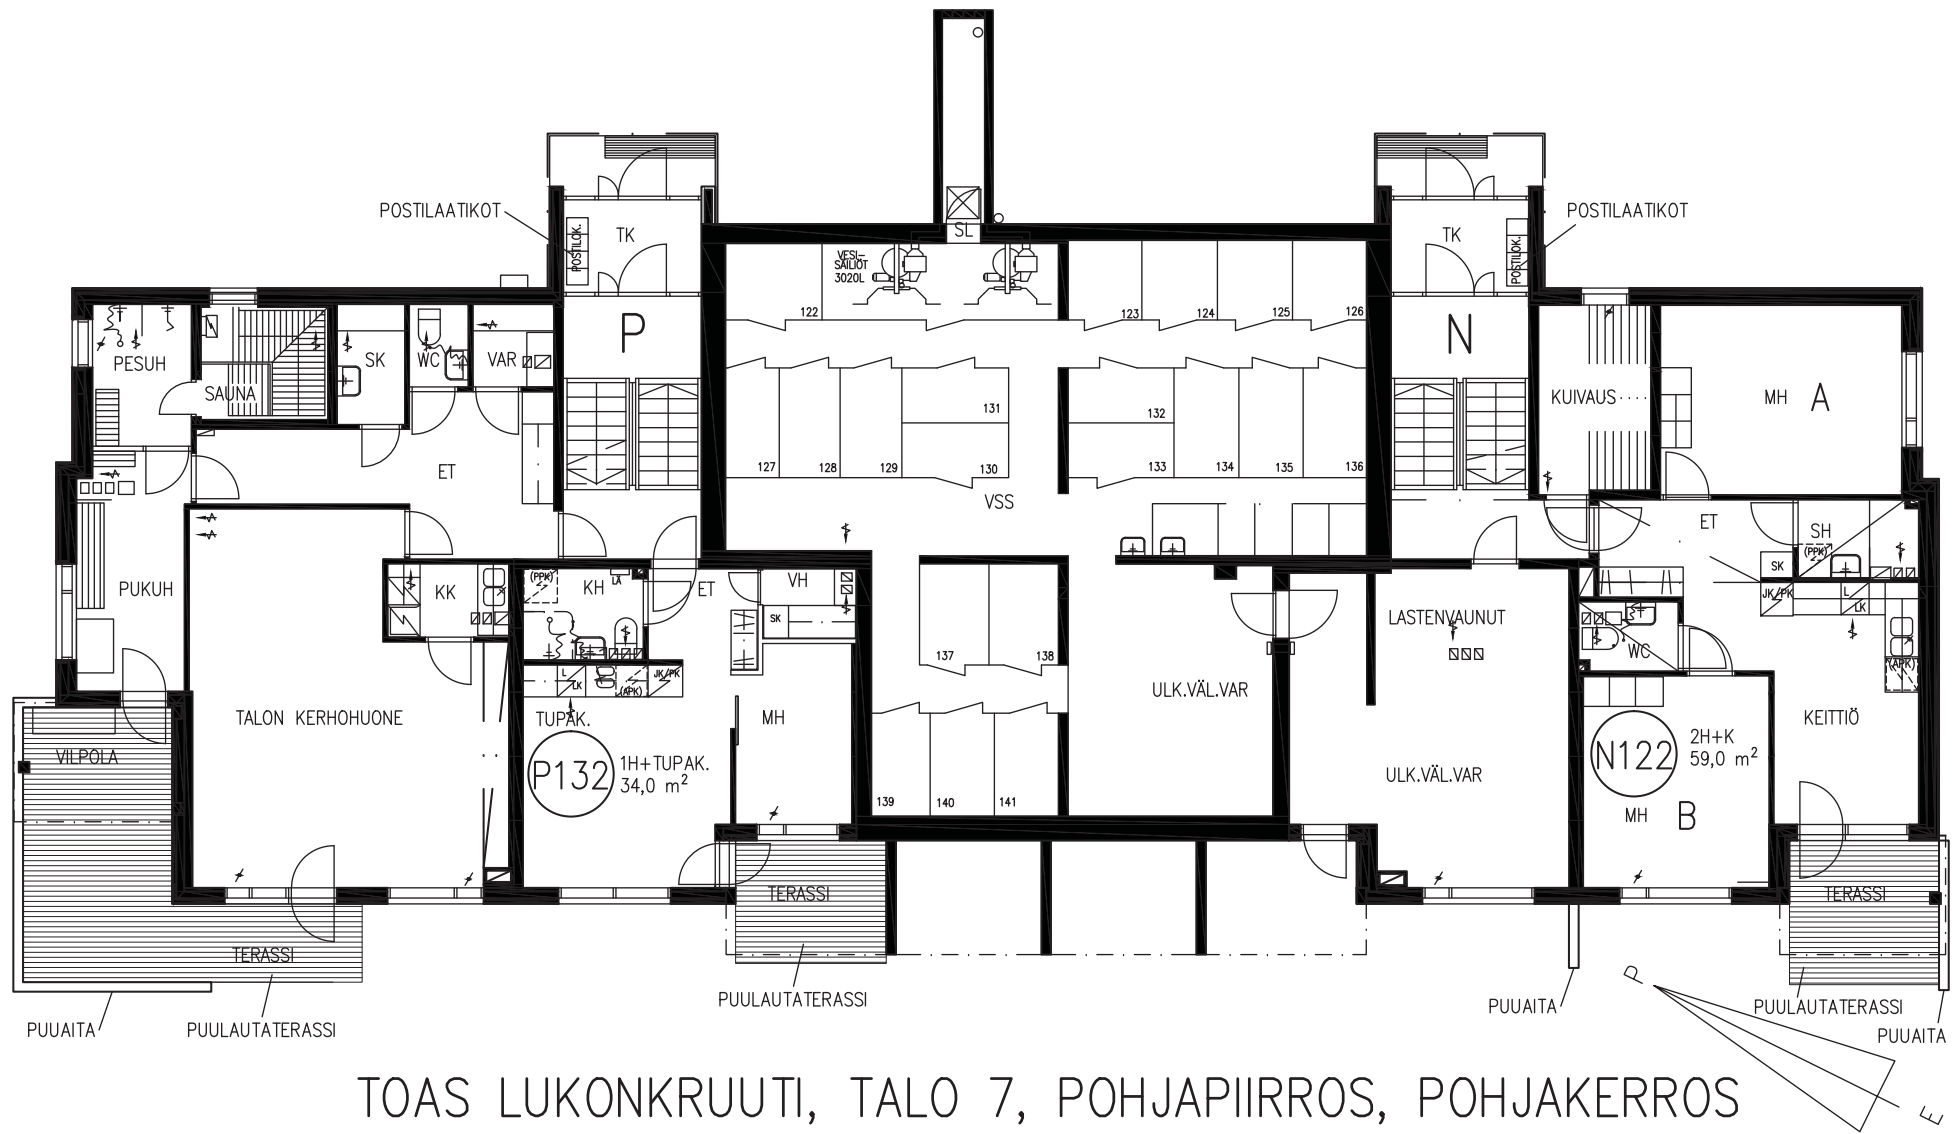 POSTILAATIKOT
POSTILOK.
TK
SL
VESI-
SÄILIÖT
3020L
TK
POSTILOK.
POSTILAATIKOT
P
N
122
123
124
125
126
PESUH
SAUNA
SK
WC
VAR
KUIVAUS
MH A
131
132
ET
127
128
129
130
133
134
135
136
VSS
ET
SH
(PPK)
SK
PUKUH
KK
(PPK)
KH
LK
ET
VH
SK
JK/PK
L
LK
LASTENVAUNUT
137
138
WC
(APK)
L
LK
(APK)
JK/PK
ULK.VÄL.VAR
TALON KERHOHUONE
TUPAK.
MH
KEITTIÖ
VILPOLA
P132
1H+TUPAK.
34,0 m²
ULK.VÄL.VAR
N122
2H+K
59,0 m²
139
140
141
MH B
TERASSI
TERASSI
TERASSI
PUULAUTATERASSI
PUUAITA
PUULAUTATERASSI
PUUAITA
PUULAUTATERASSI
PUUAITA
P
E
TOAS LUKONKRUUTI, TALO 7, POHJAPIIRROS, POHJAKERROS